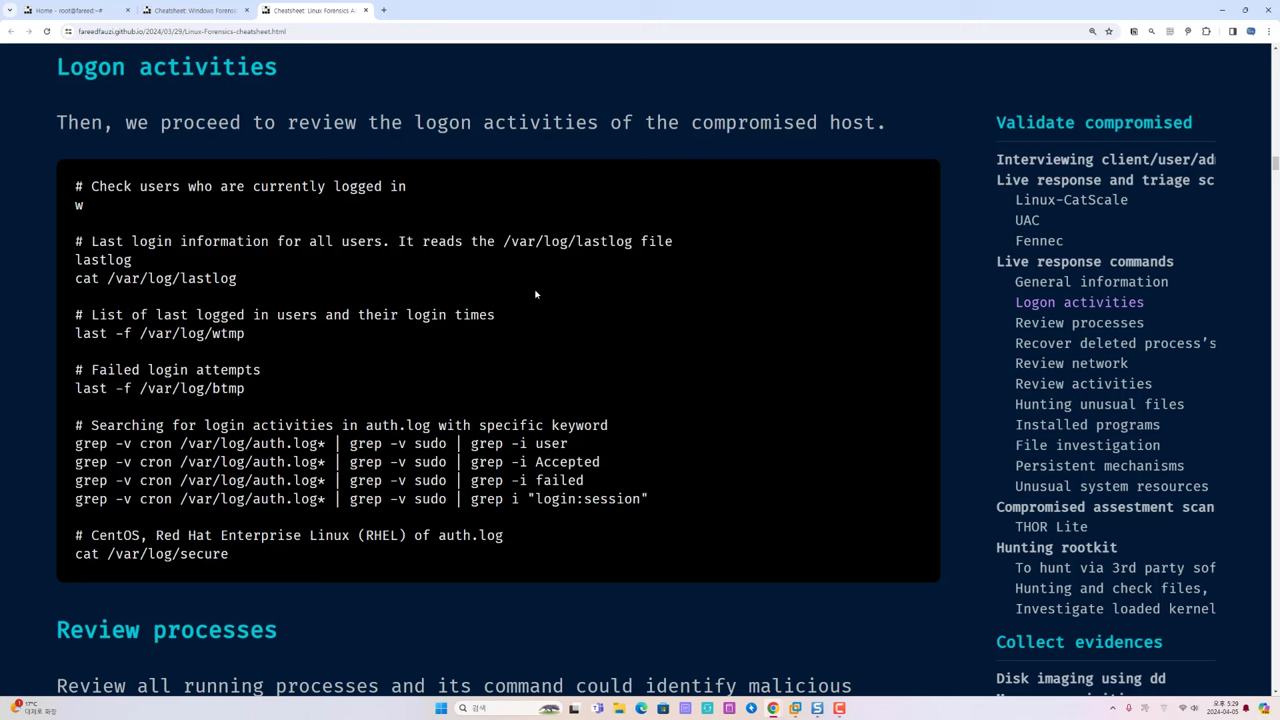 Home - root@fareed:~#
Cheatsheet: Windows Forensi
Cheatsheet: Linux Forensics A
fareedfauzi.github.io/2024/03/29/Linux-Forensics-cheatsheet.html
Logon activities
Then, we proceed to review the logon activities of the compromised host.
# Check users who are currently logged in
w
# Last login information for all users. It reads the /var/log/lastlog file
lastlog
cat /var/log/lastlog
# List of last logged in users and their login times
last -f /var/log/wtmp
# Failed login attempts
last -f /var/log/btmp
# Searching for login activities in auth.log with specific keyword
grep -v cron /var/log/auth.log* | grep -v sudo | grep -i user
grep -v cron /var/log/auth.log* | grep -v sudo | grep -i Accepted
grep -v cron /var/log/auth.log* | grep -v sudo | grep -i failed
grep -v cron /var/log/auth.log* | grep -v sudo | grep i "login:session"
# CentOS, Red Hat Enterprise Linux (RHEL) of auth.log
cat /var/log/secure
Review processes
Review all running processes and its command could identify malicious
Validate compromised
Interviewing client/user/ad
Live response and triage sc
Linux-CatScale
UAC
Fennec
Live response commands
General information
Logon activities
Review processes
Recover deleted process’s
Review network
Review activities
Hunting unusual files
Installed programs
File investigation
Persistent mechanisms
Unusual system resources
Compromised assestment scan
THOR Lite
Hunting rootkit
To hunt via 3rd party sof
Hunting and check files,
Investigate loaded kernel
Collect evidences
Disk imaging using dd
17°C
대체로 화창
검색
오후 5:29
2024-04-05